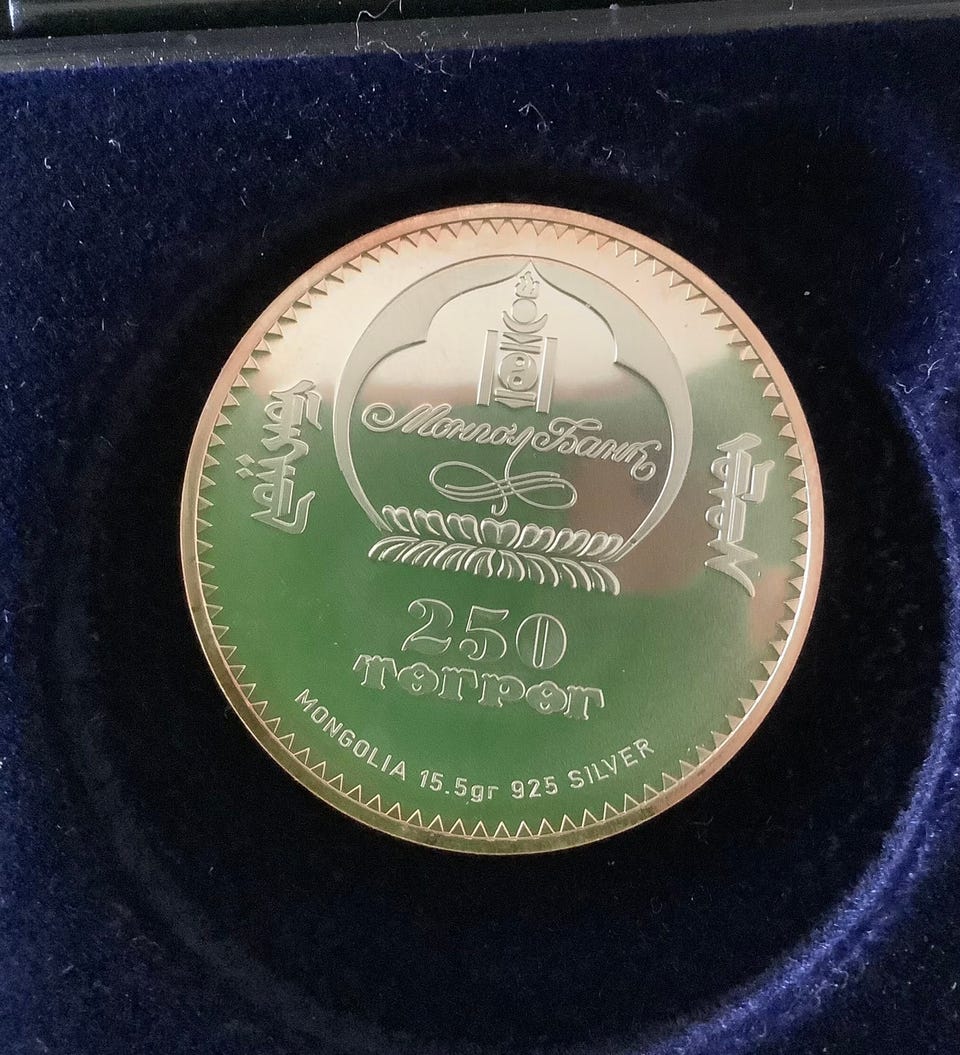 Монгол Банк
250
төгрөг
MONGOLIA 15.5gr 925 SILVER